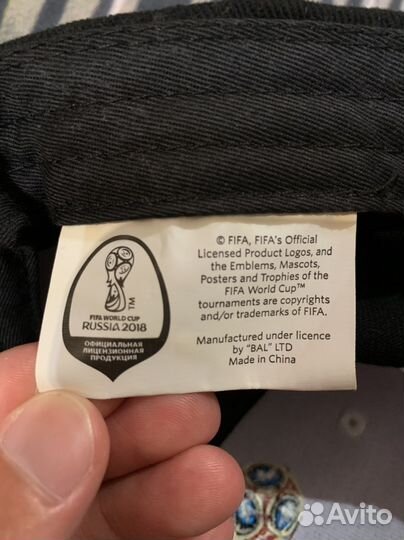 FIFA WORLD CUP
RUSSIA 2018
TM
ОФИЦИАЛЬНАЯ
ЛИЦЕНЗИОННАЯ
ПРОДУКЦИЯ
© FIFA, FIFA's Official
Licensed Product Logos, and
the Emblems, Mascots,
Posters and Trophies of the
FIFA World Cup™
tournaments are copyrights
and/or trademarks of FIFA.
Manufactured under licence
by "BAL" LTD
Made in China
Avito